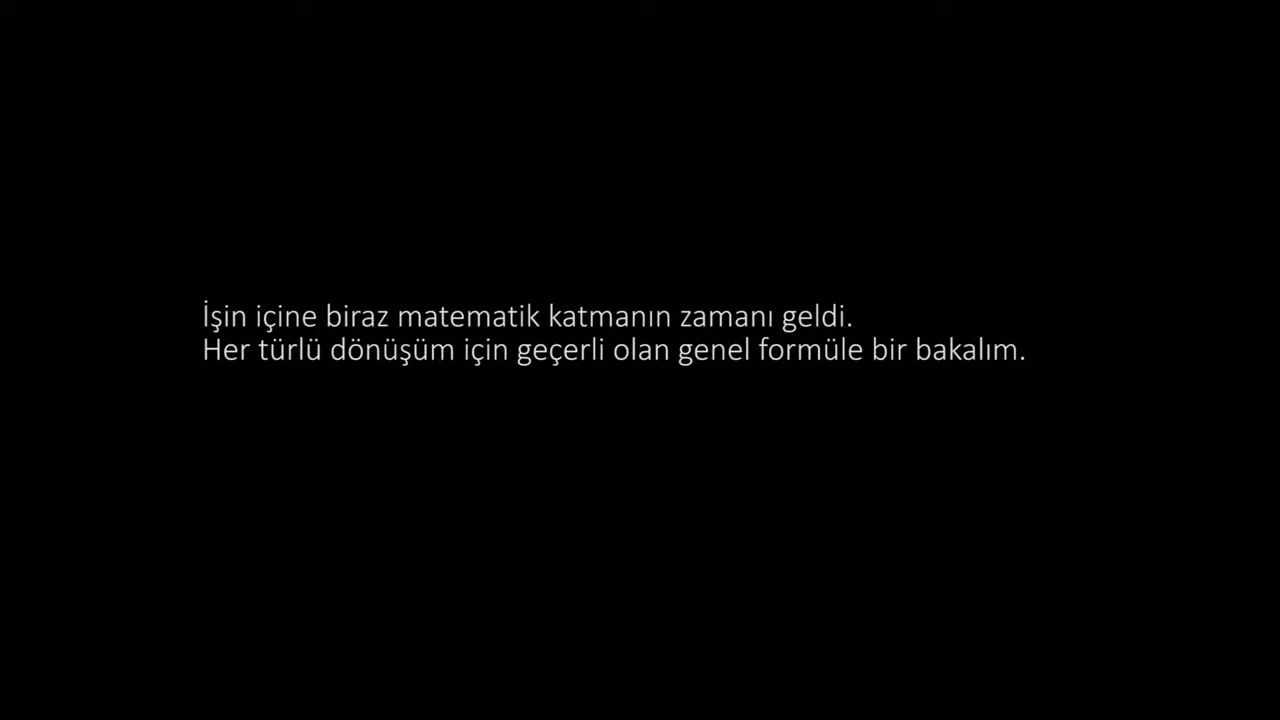 İşin içine biraz matematik katmanın zamanı geldi.
Her türlü dönüşüm için geçerli olan genel formüle bir bakalım.